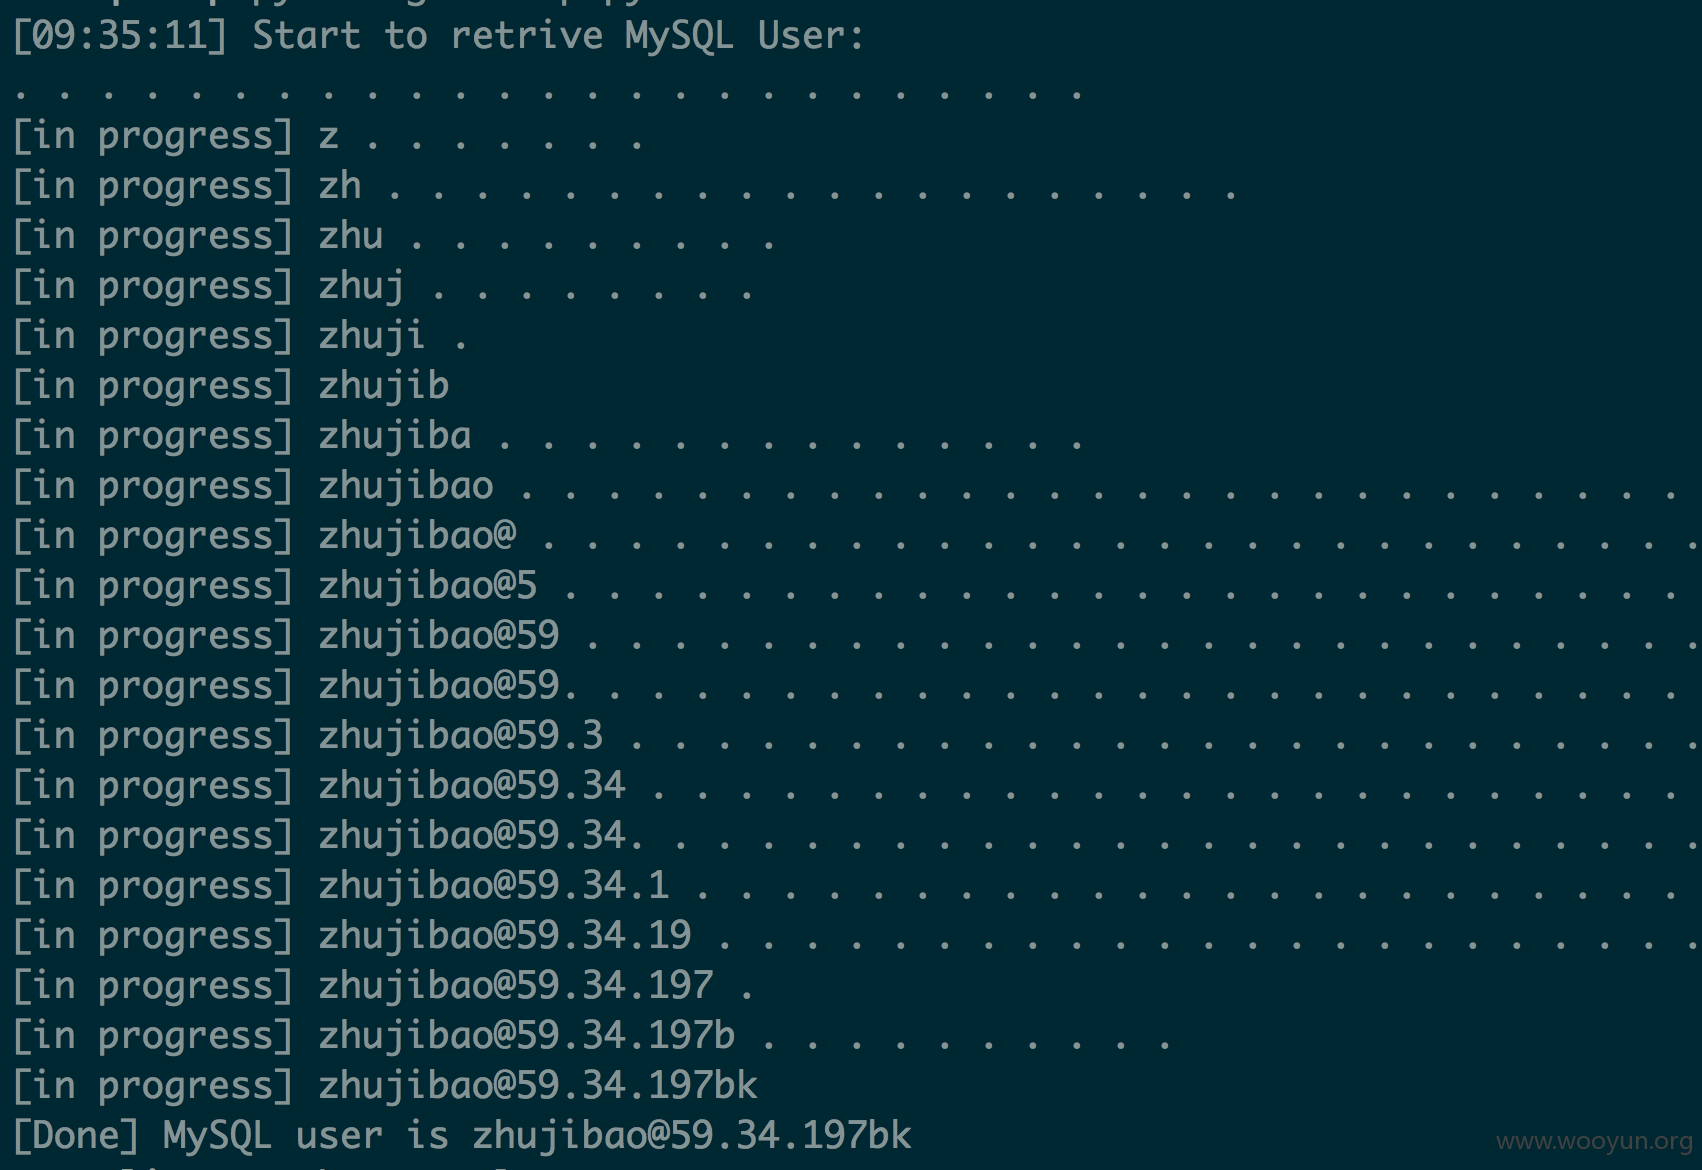 [09:35:11] Start to retrive MySQL User:
. . . . . . . . . . . . . . . . . . . . . . . . .
[in progress] z . . . . . . .
[in progress] zh . . . . . . . . . . . . . . . . . . . .
[in progress] zhu . . . . . . . . .
[in progress] zhuj . . . . . . . .
[in progress] zhuji .
[in progress] zhujib
[in progress] zhujiba . . . . . . . . . . . . . .
[in progress] zhujibao . . . . . . . . . . . . . . . . . . . . . . . . . . .
[in progress] zhujibao@ . . . . . . . . . . . . . . . . . . . . . . . . . . .
[in progress] zhujibao@5 . . . . . . . . . . . . . . . . . . . . . . . . . .
[in progress] zhujibao@59 . . . . . . . . . . . . . . . . . . . . . . . . . .
[in progress] zhujibao@59. . . . . . . . . . . . . . . . . . . . . . . . . .
[in progress] zhujibao@59.3 . . . . . . . . . . . . . . . . . . . . . . . . .
[in progress] zhujibao@59.34 . . . . . . . . . . . . . . . . . . . . . . . .
[in progress] zhujibao@59.34. . . . . . . . . . . . . . . . . . . . . . . . .
[in progress] zhujibao@59.34.1 . . . . . . . . . . . . . . . . . . . . . . .
[in progress] zhujibao@59.34.19 . . . . . . . . . . . . . . . . . . . . . . .
[in progress] zhujibao@59.34.197 .
[in progress] zhujibao@59.34.197b . . . . . . . . . .
[in progress] zhujibao@59.34.197bk
[Done] MySQL user is zhujibao@59.34.197bk
www.wooyun.org